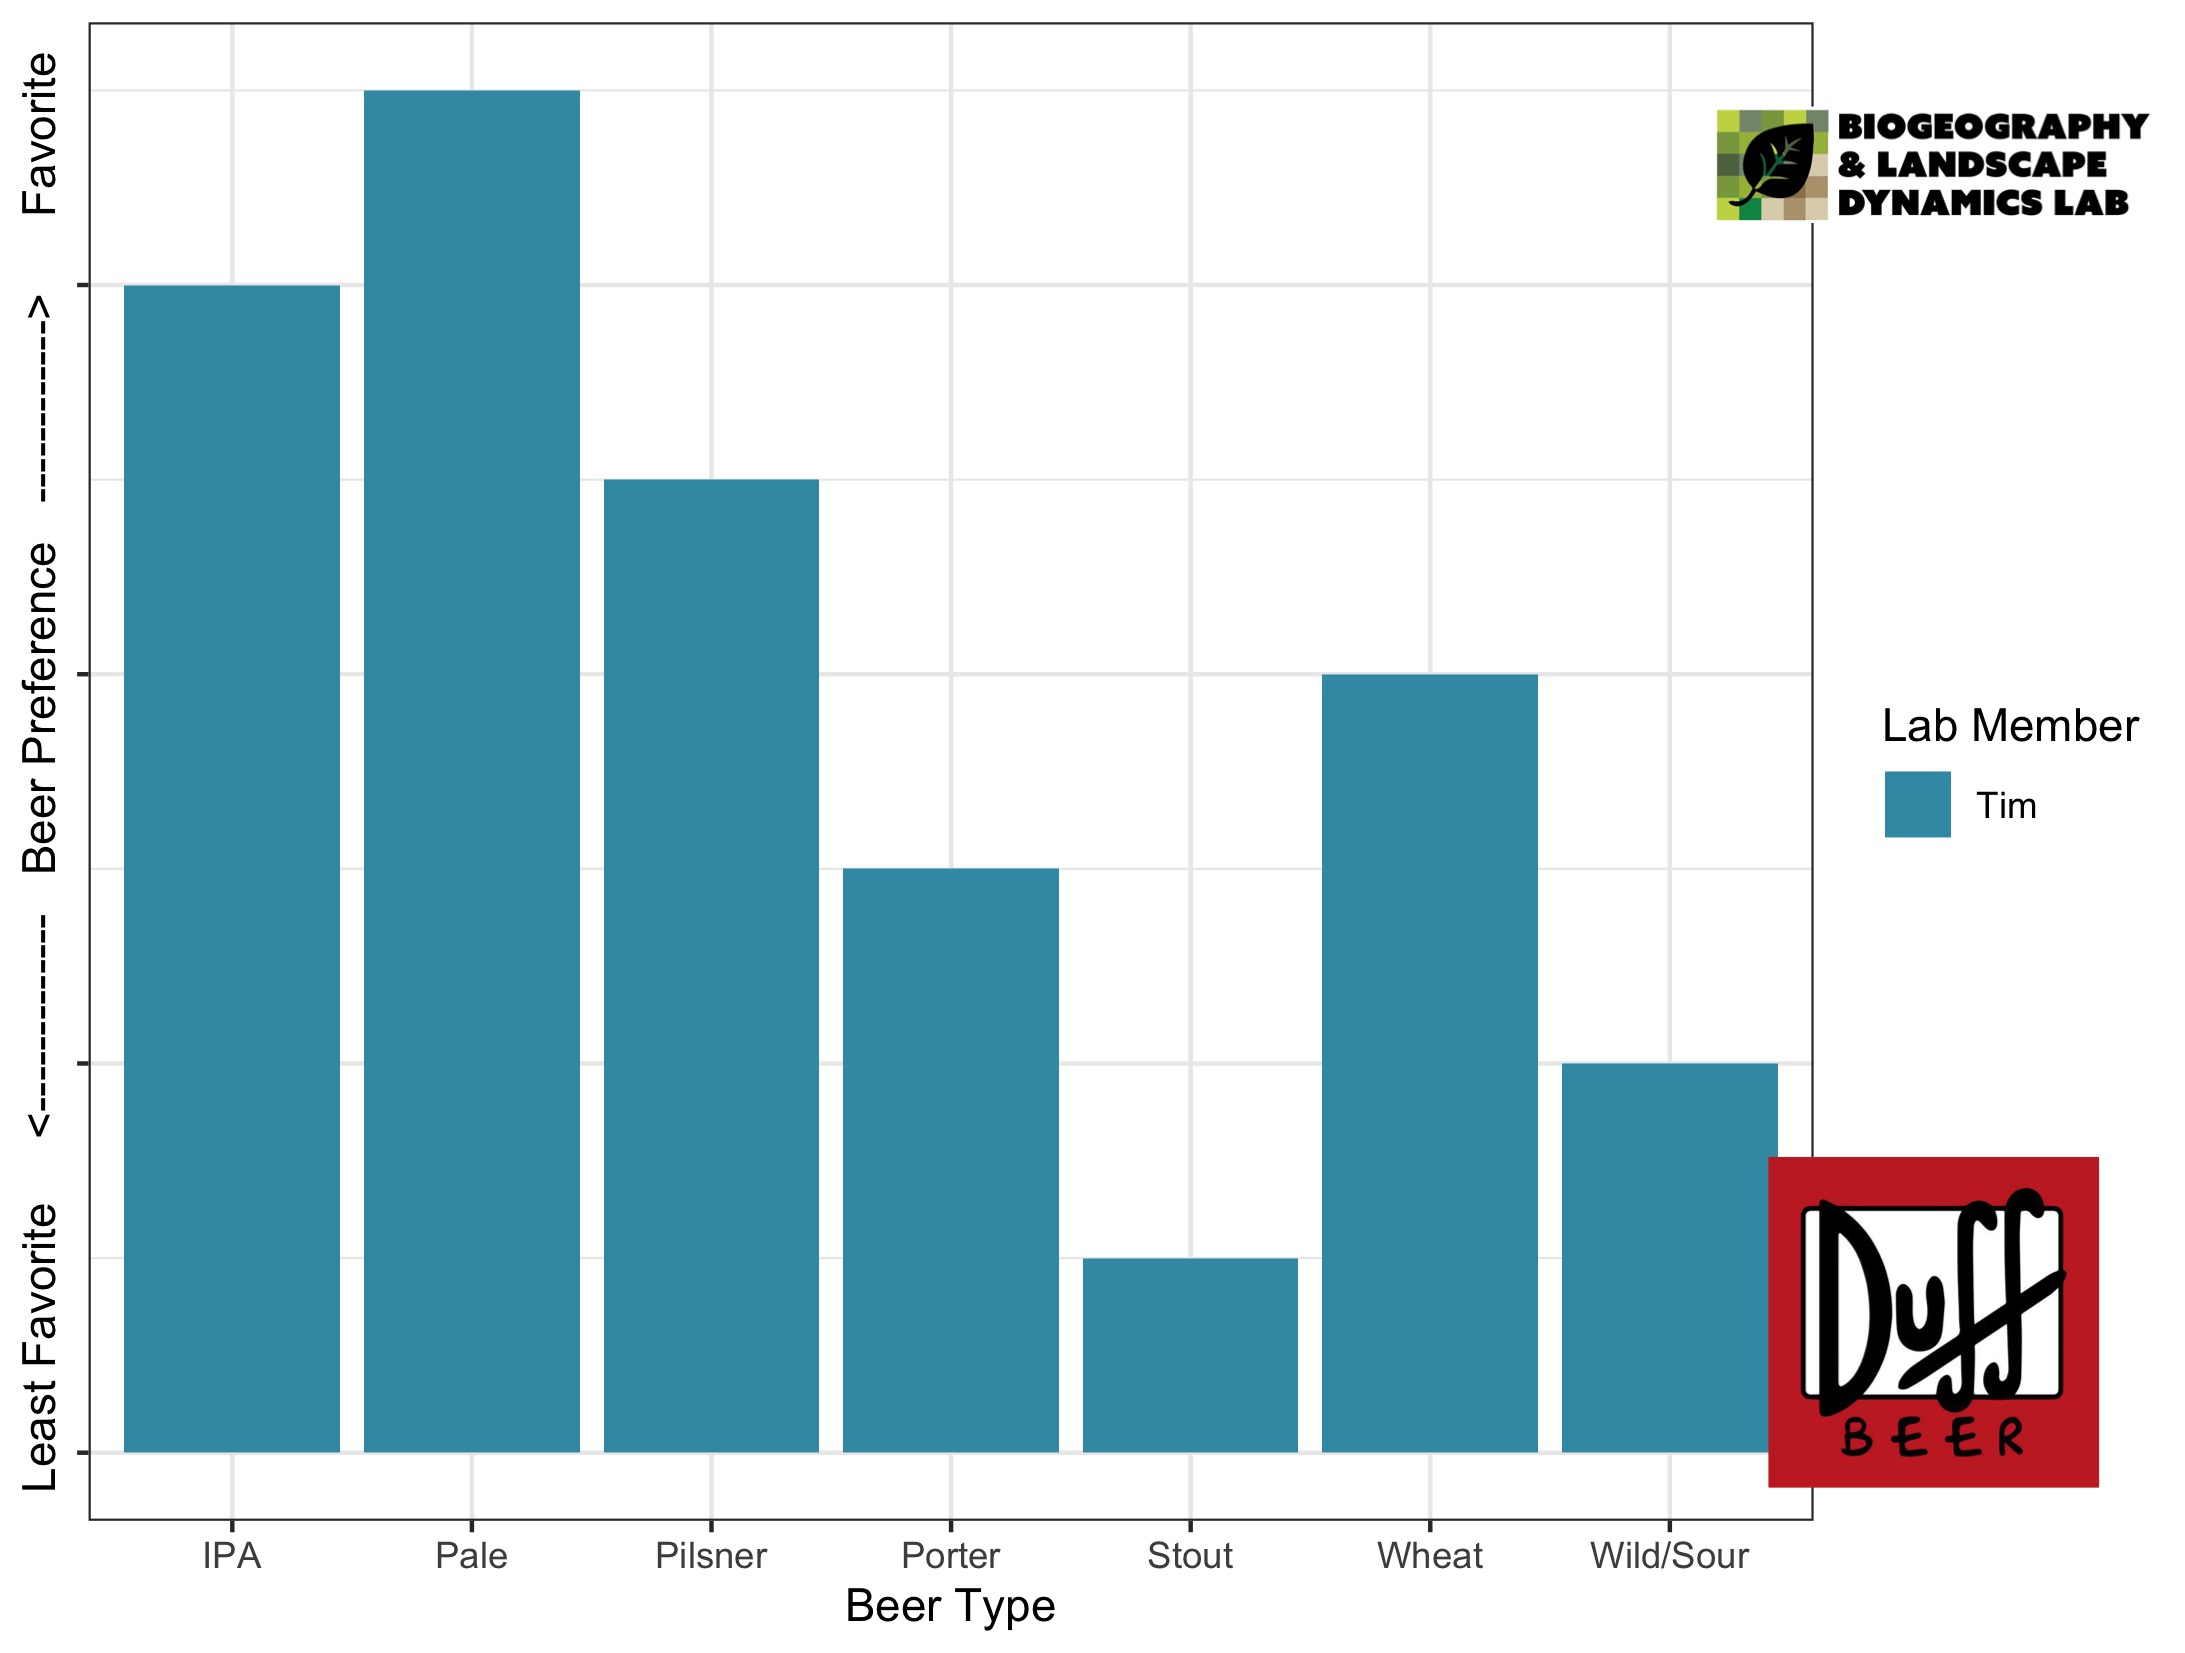 Least Favorite <-------------- Beer Preference --------------> Favorite
BIOGEOGRAPHY
& LANDSCAPE
DYNAMICS LAB
Lab Member
Tim
Duff
BEER
IPA Pale Pilsner Porter Stout Wheat Wild/Sour
Beer Type